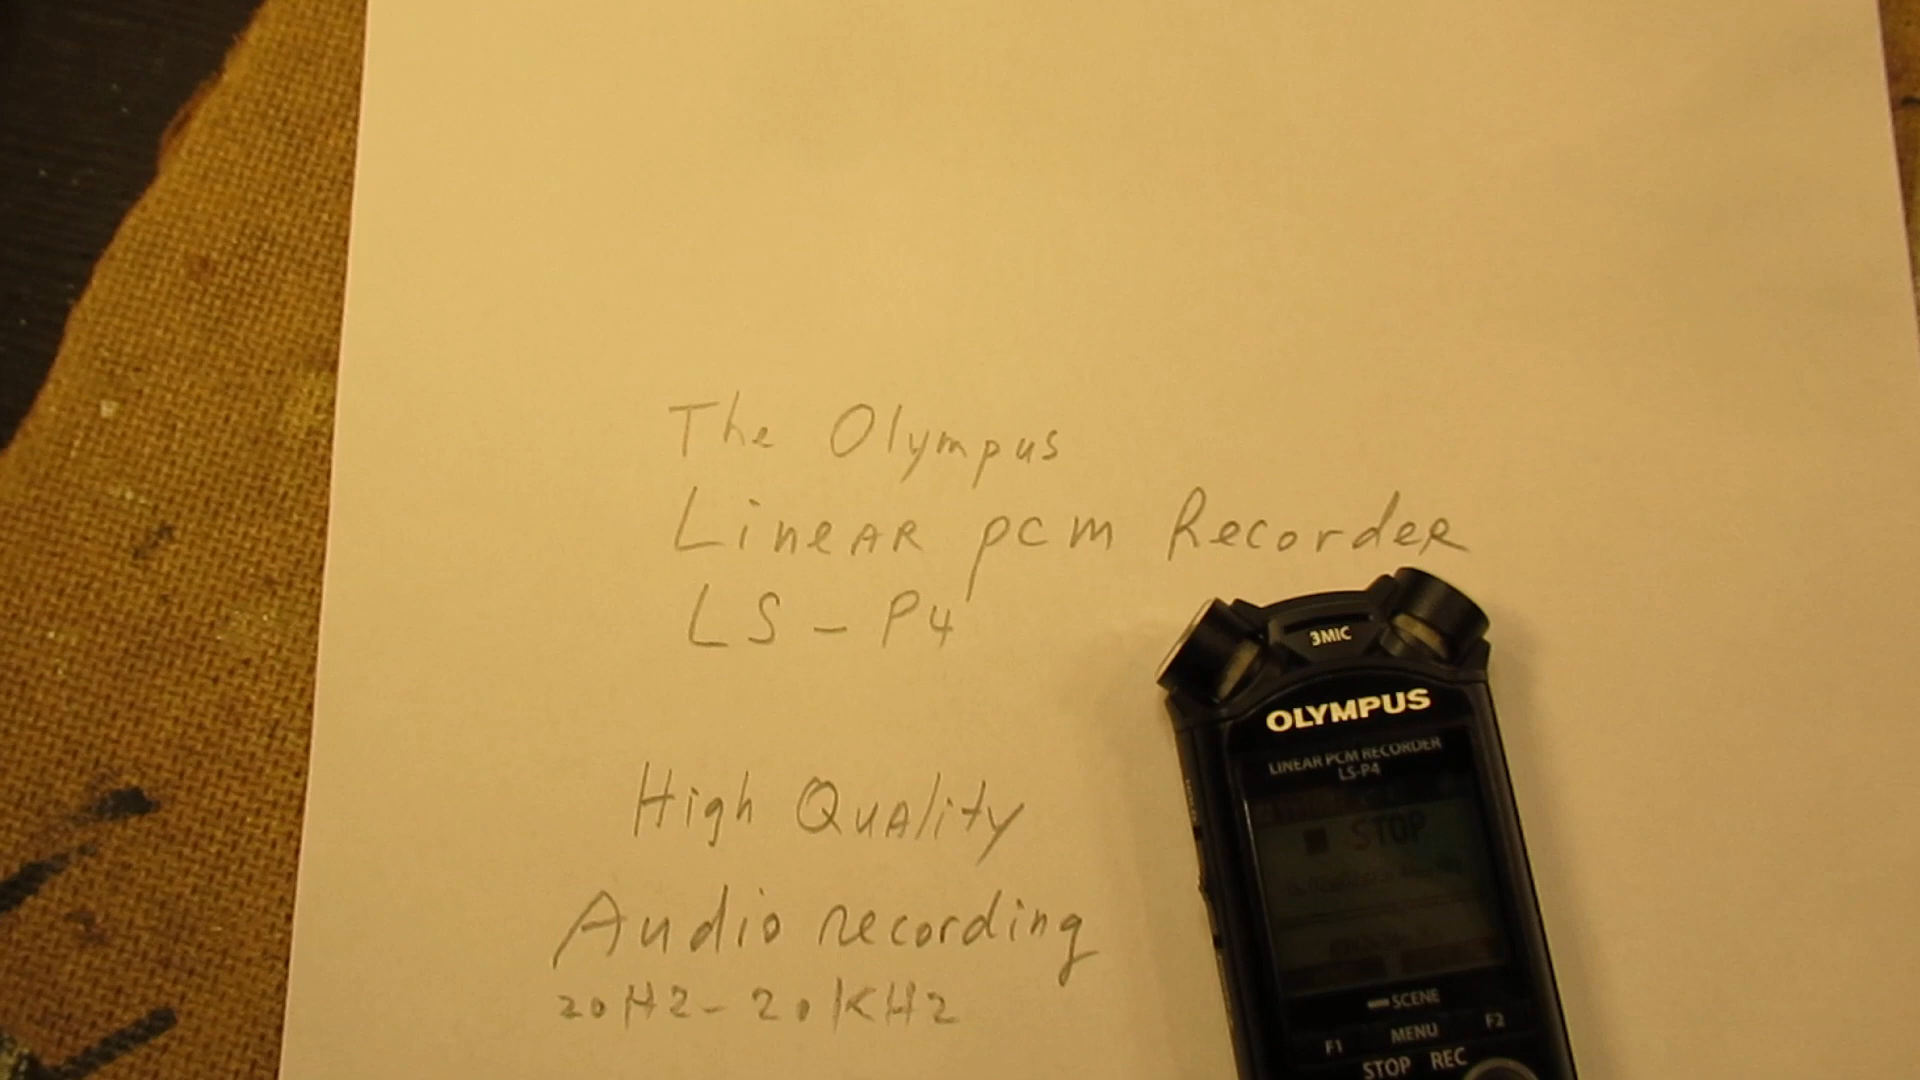 The Olympus
LineAR pcm RecordeR
LS - P4
High QuAlity
Audio recording
20HZ - 20KHZ
3MIC
OLYMPUS
LINEAR PCM RECORDER
LS-P4
STOP
SCENE
F1 MENU F2
STOP REC